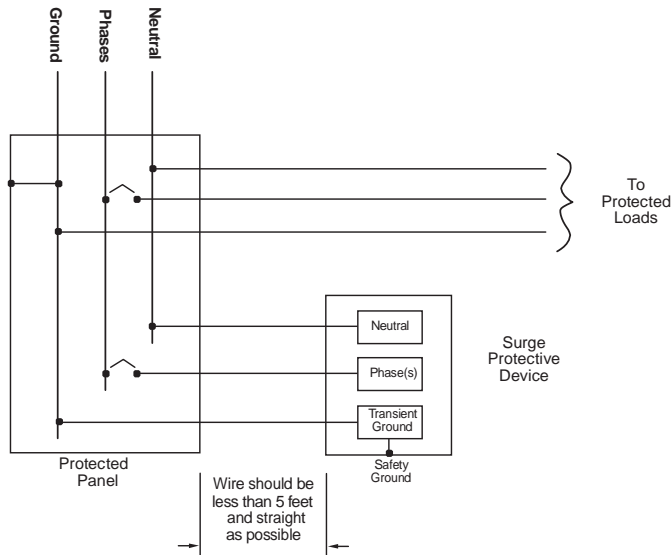 Ground
Phases
Neutral
To
Protected
Loads
Neutral
Phase(s)
Transient
Ground
Safety
Ground
Surge
Protective
Device
Protected
Panel
Wire should be
less than 5 feet
and straight
as possible